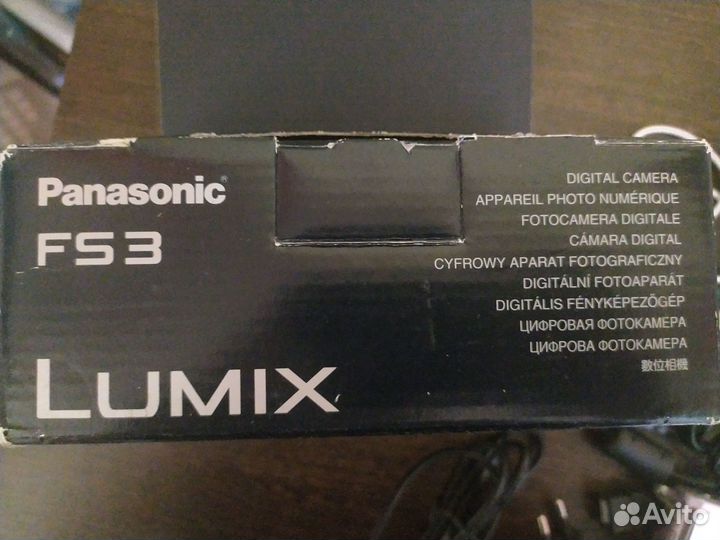 Panasonic®
FS3
LUMIX
DIGITAL CAMERA
APPAREIL PHOTO NUMÉRIQUE
FOTOCAMERA DIGITALE
CÁMARA DIGITAL
CYFROWY APARAT FOTOGRAFICZNY
DIGITÁLNÍ FOTOAPARÁT
DIGITÁLIS FÉNYKÉPEZŐGÉP
ЦИФРОВАЯ ФОТОКАМЕРА
ЦИФРОВА ФОТОКАМЕРА
數位相機
Avito